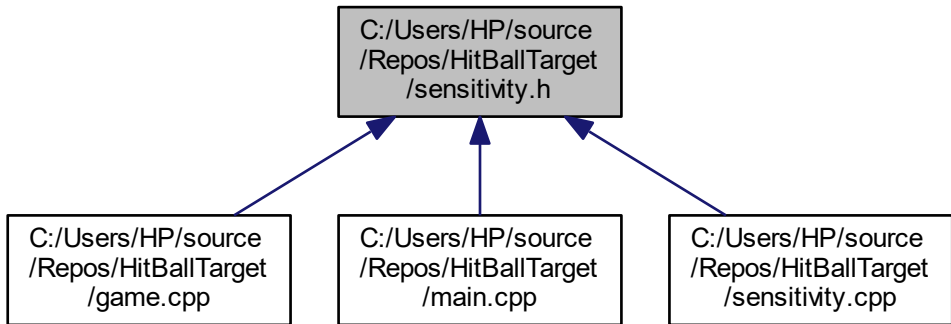 C:/Users/HP/source
/Repos/HitBallTarget
/sensitivity.h
C:/Users/HP/source
/Repos/HitBallTarget
/game.cpp
C:/Users/HP/source
/Repos/HitBallTarget
/main.cpp
C:/Users/HP/source
/Repos/HitBallTarget
/sensitivity.cpp